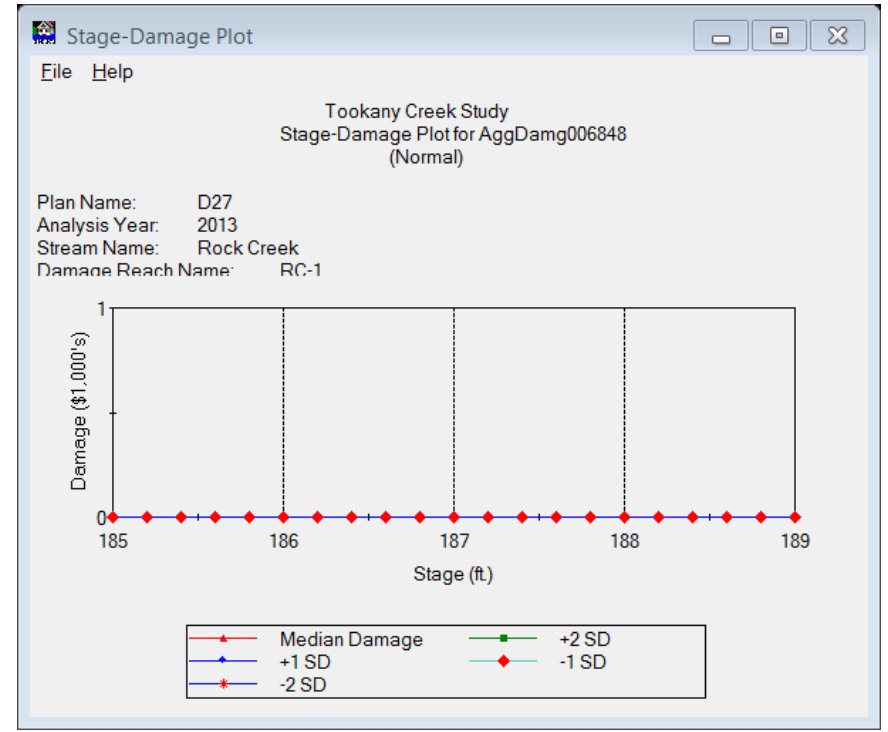 Stage-Damage Plot
File Help
Tookany Creek Study
Stage-Damage Plot for AggDamg006848
(Normal)
Plan Name: D27
Analysis Year: 2013
Stream Name: Rock Creek
Damage Reach Name: RC-1
Damage ($1,000's)
1
0
185 186 187 188 189
Stage (ft.)
Median Damage +2 SD
+1 SD -1 SD
-2 SD